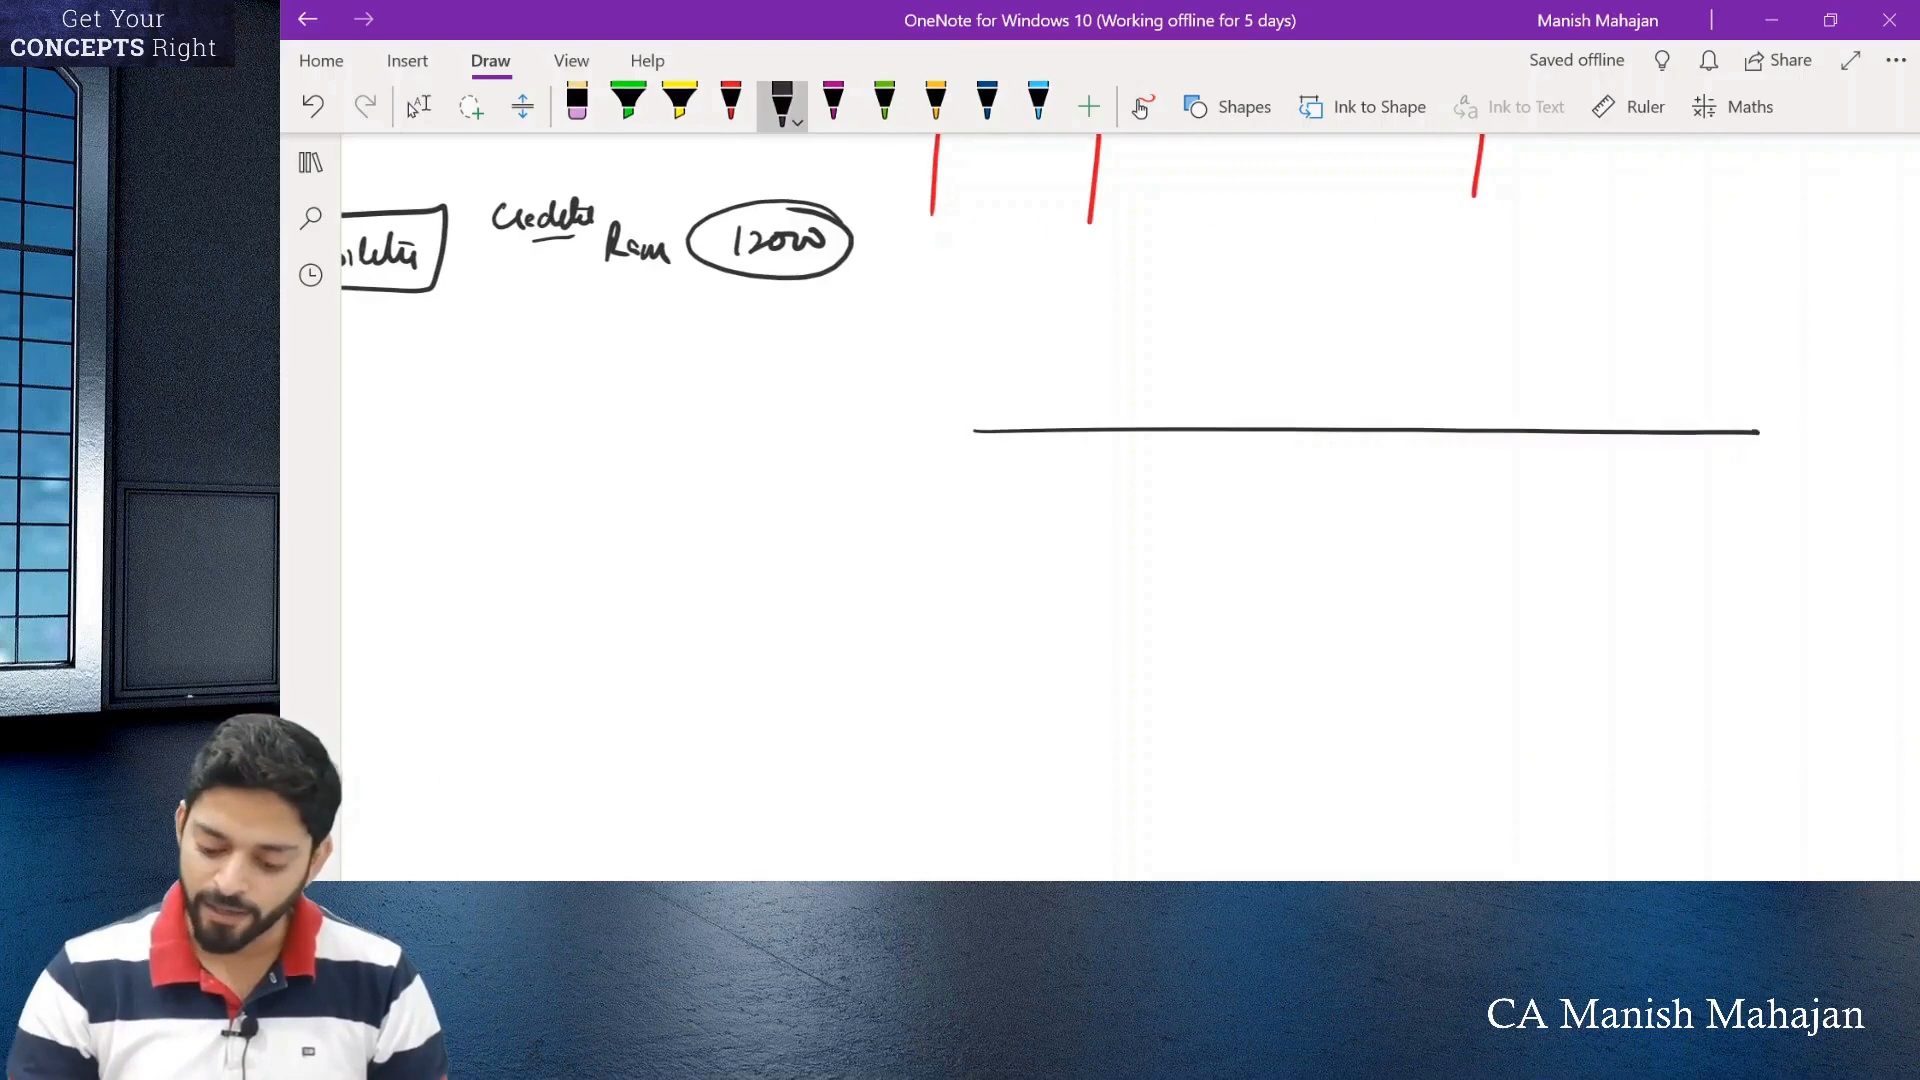 Get Your
CONCEPTS Right
OneNote for Windows 10 (Working offline for 5 days)
Manish Mahajan
Home
Insert
Draw
View
Help
Saved offline
Share
Shapes
Ink to Shape
Ink to Text
Ruler
Maths
Ram
12000
CA Manish Mahajan